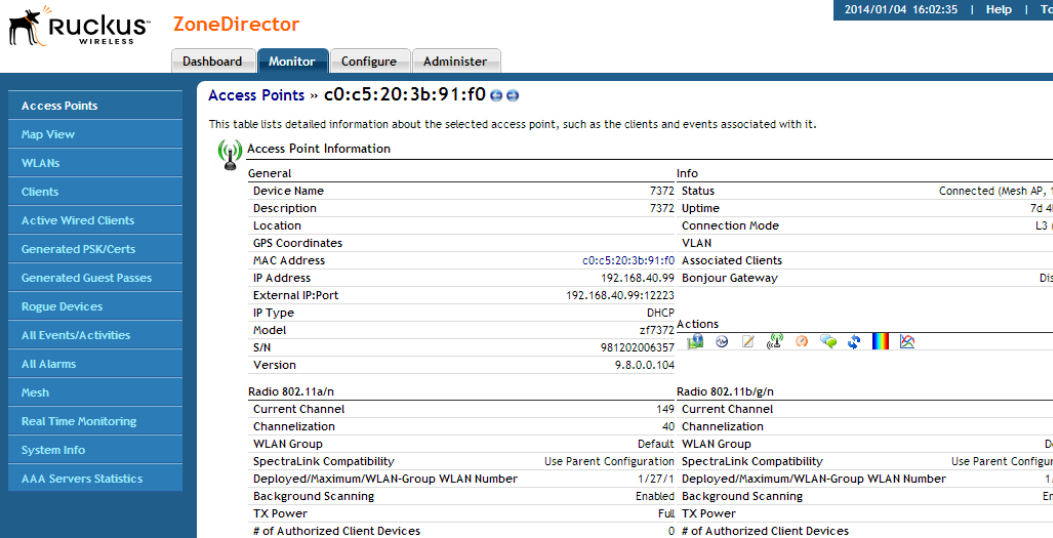 Ruckus WIRELESS ZoneDirector
2014/01/04 16:02:35 | Help |
Dashboard Monitor Configure Administer
Access Points
Map View
WLANs
Clients
Active Wired Clients
Generated PSK/Certs
Generated Guest Passes
Rogue Devices
All Events/Activities
All Alarms
Mesh
Real Time Monitoring
System Info
AAA Servers Statistics
Access Points » c0:c5:20:3b:91:f0
This table lists detailed information about the selected access point, such as the clients and events associated with it.
Access Point Information
General
Device Name 7372
Description 7372
Location
GPS Coordinates
MAC Address c0:c5:20:3b:91:f0
IP Address 192.168.40.99
External IP:Port 192.168.40.99:12223
IP Type DHCP
Model zf7372
S/N 981202006357
Version 9.8.0.0.104
Info
Status Connected (Mesh AP, 1
Uptime 7d
Connection Mode L3
VLAN
Associated Clients
Bonjour Gateway
Actions
Radio 802.11a/n
Current Channel 149
Channelization 40
WLAN Group Default
SpectraLink Compatibility Use Parent Configuration
Deployed/Maximum/WLAN-Group WLAN Number 1/27/1
Background Scanning Enabled
TX Power Full
# of Authorized Client Devices 0
Radio 802.11b/g/n
Current Channel
Channelization
WLAN Group
SpectraLink Compatibility Use Parent
Deployed/Maximum/WLAN-Group WLAN Number
Background Scanning
TX Power
# of Authorized Client Devices